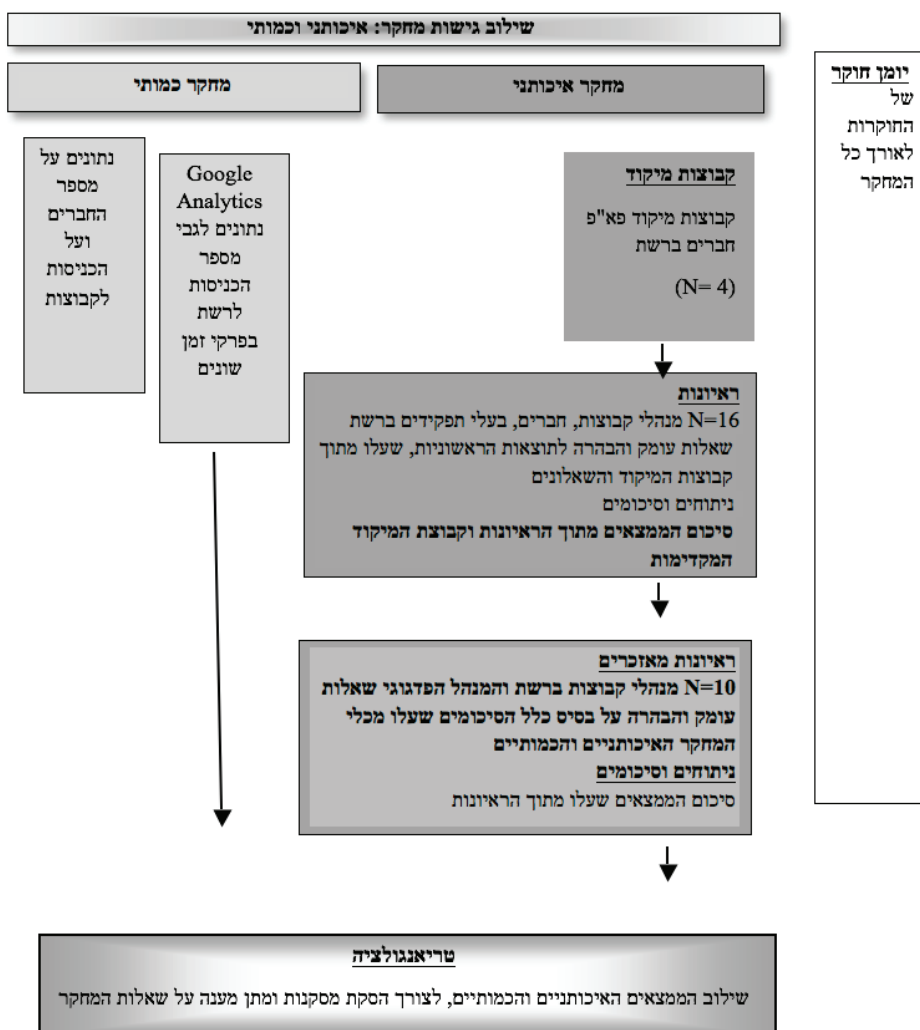 שילוב גישות מחקר: איכותני וכמותי
מחקר איכותני
מחקר כמותי
יומן חוקר
של
החוקרות
לאורך כל
המחקר
קבוצות מיקוד
קבוצות מיקוד פא"פ
חברים ברשת
(N= 4)
Google
Analytics
נתונים לגבי
מספר
הכניסות
לרשת
בפרקי זמן
שונים
נתונים על
מספר
החברים
ועל
הכניסות
לקבוצות
ראיונות
N=16 מנהלי קבוצות, חברים, בעלי תפקידים ברשת
שאלות עומק והבהרה לתוצאות הראשוניות, שעלו מתוך
קבוצות המיקוד והשאלונים
ניתוחים וסיכומים
סיכום הממצאים מתוך הראיונות וקבוצת המיקוד
המקדימות
ראיונות מאזכרים
N=10 מנהלי קבוצות ברשת והמנהל הפדגוגי שאלות
עומק והבהרה על בסיס כלל הסיכומים שעלו מכלי
המחקר האיכותניים והכמותיים
ניתוחים וסיכומים
סיכום הממצאים שעלו מתוך הראיונות
טריאנגולציה
שילוב הממצאים האיכותניים והכמותיים, לצורך הסקת מסקנות ומתן מענה על שאלות המחקר